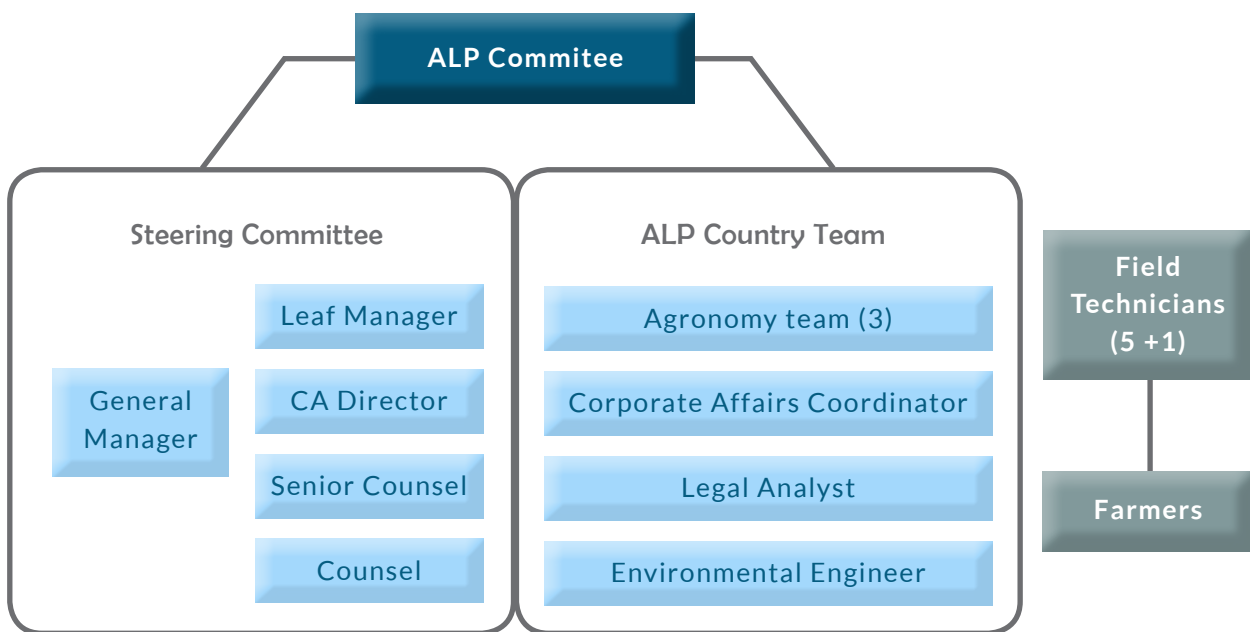 ALP Commitee
Steering Committee
General
Manager
Leaf Manager
CA Director
Senior Counsel
Counsel
ALP Country Team
Agronomy team (3)
Corporate Affairs Coordinator
Legal Analyst
Environmental Engineer
Field
Technicians
(5 +1)
Farmers